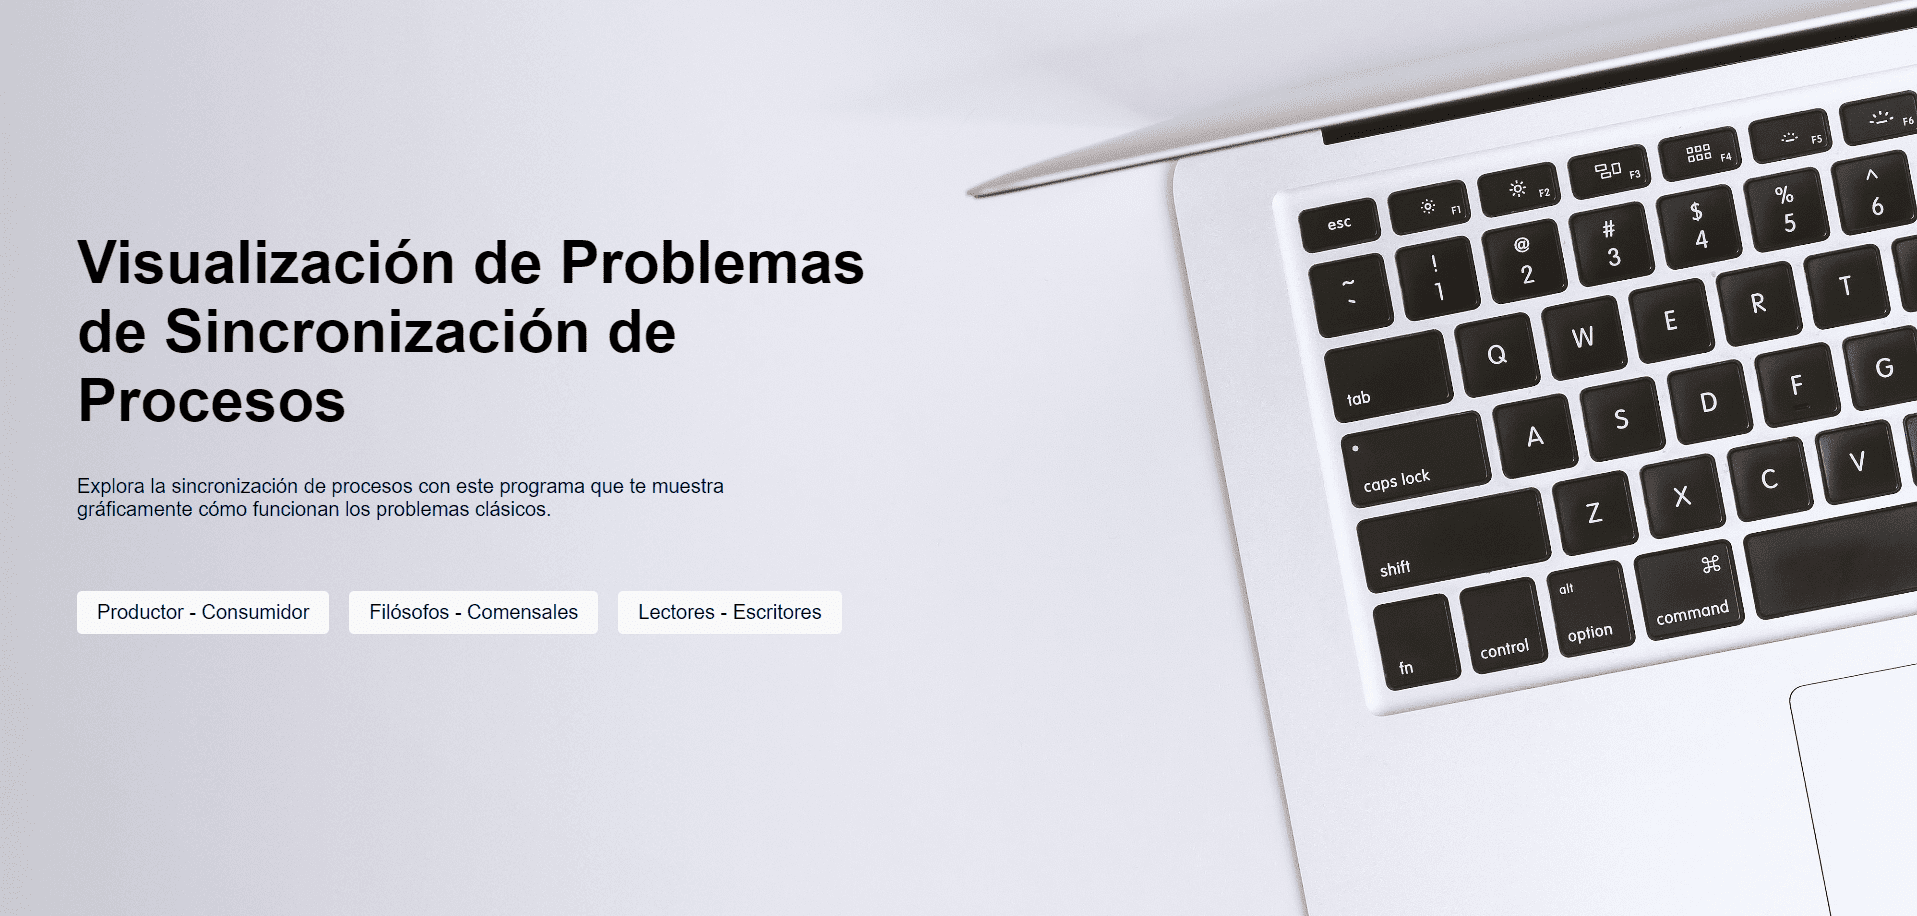 Visualización de Problemas
de Sincronización de
Procesos
Explora la sincronización de procesos con este programa que te muestra
gráficamente cómo funcionan los problemas clásicos.
Productor - Consumidor
Filósofos - Comensales
Lectores - Escritores
esc F1 F2 F3 F4 F5 F6
~ ` ! 1 @ 2 # 3 $ 4 % 5 ^ 6
tab Q W E R T
caps lock A S D F G
shift Z X C V
fn control alt option ⌘ command